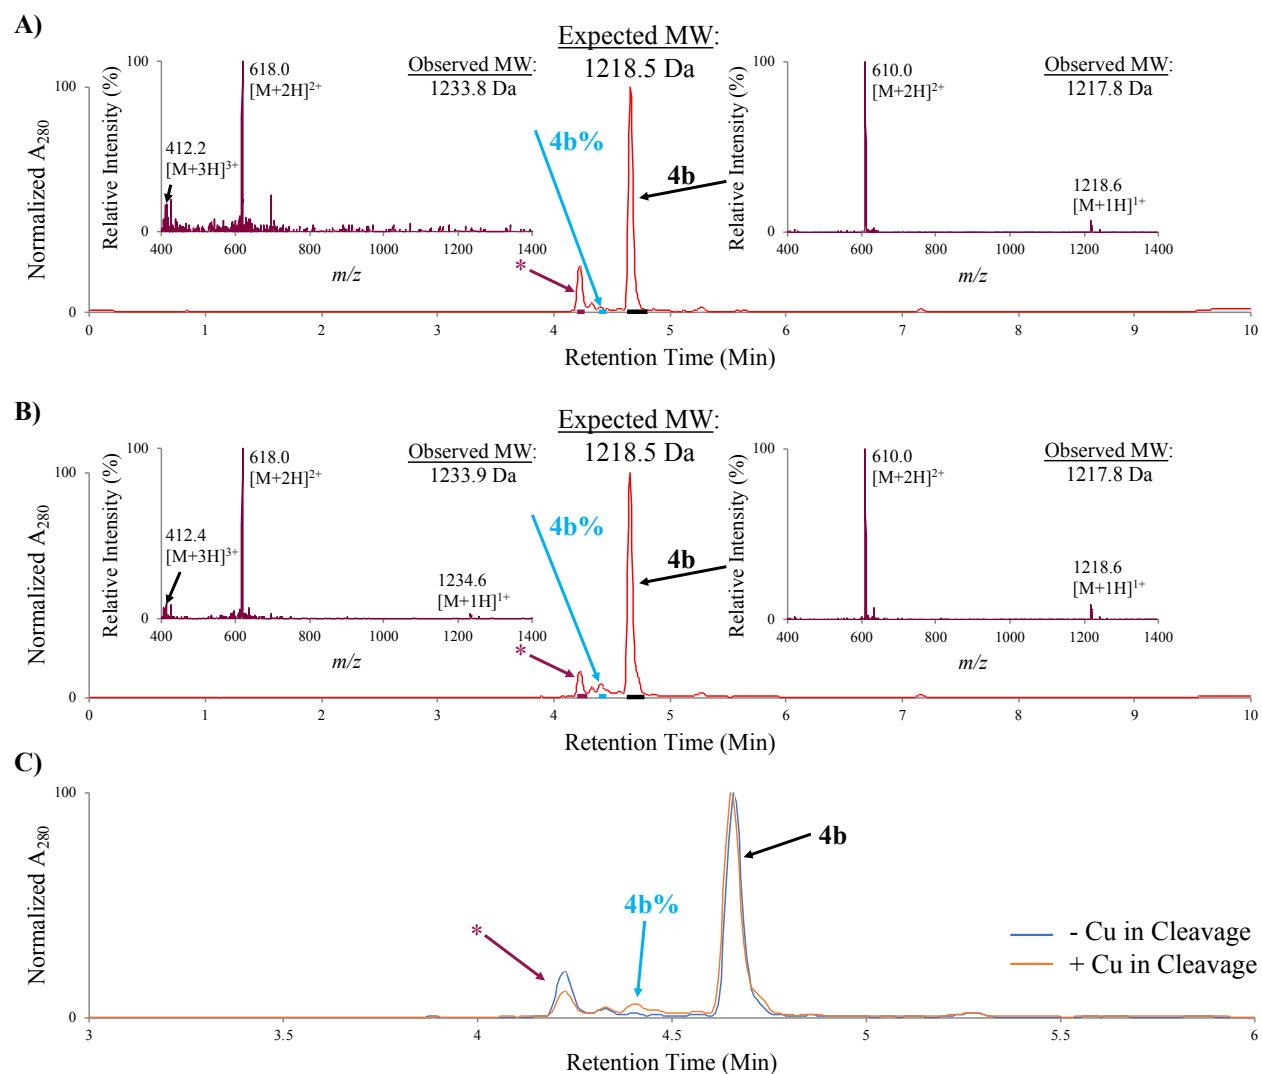 A)
Expected MW:
1218.5 Da
Normalized A280
100
0
Relative Intensity (%)
100
0
618.0
[M+2H]2+
412.2
[M+3H]3+
Observed MW:
1233.8 Da
400 600 800 1000 1200 1400
m/z
*
4b%
4b
Relative Intensity (%)
100
0
610.0
[M+2H]2+
Observed MW:
1217.8 Da
1218.6
[M+1H]1+
400 600 800 1000 1200 1400
m/z
0 1 2 3 4 5 6 7 8 9 10
Retention Time (Min)
B)
Expected MW:
1218.5 Da
Normalized A280
100
0
Relative Intensity (%)
100
0
618.0
[M+2H]2+
412.4
[M+3H]3+
Observed MW:
1233.9 Da
1234.6
[M+1H]1+
400 600 800 1000 1200 1400
m/z
*
4b%
4b
Relative Intensity (%)
100
0
610.0
[M+2H]2+
Observed MW:
1217.8 Da
1218.6
[M+1H]1+
400 600 800 1000 1200 1400
m/z
0 1 2 3 4 5 6 7 8 9 10
Retention Time (Min)
C)
Normalized A280
100
0
*
4b%
4b
- Cu in Cleavage
+ Cu in Cleavage
3 3.5 4 4.5 5 5.5 6
Retention Time (Min)